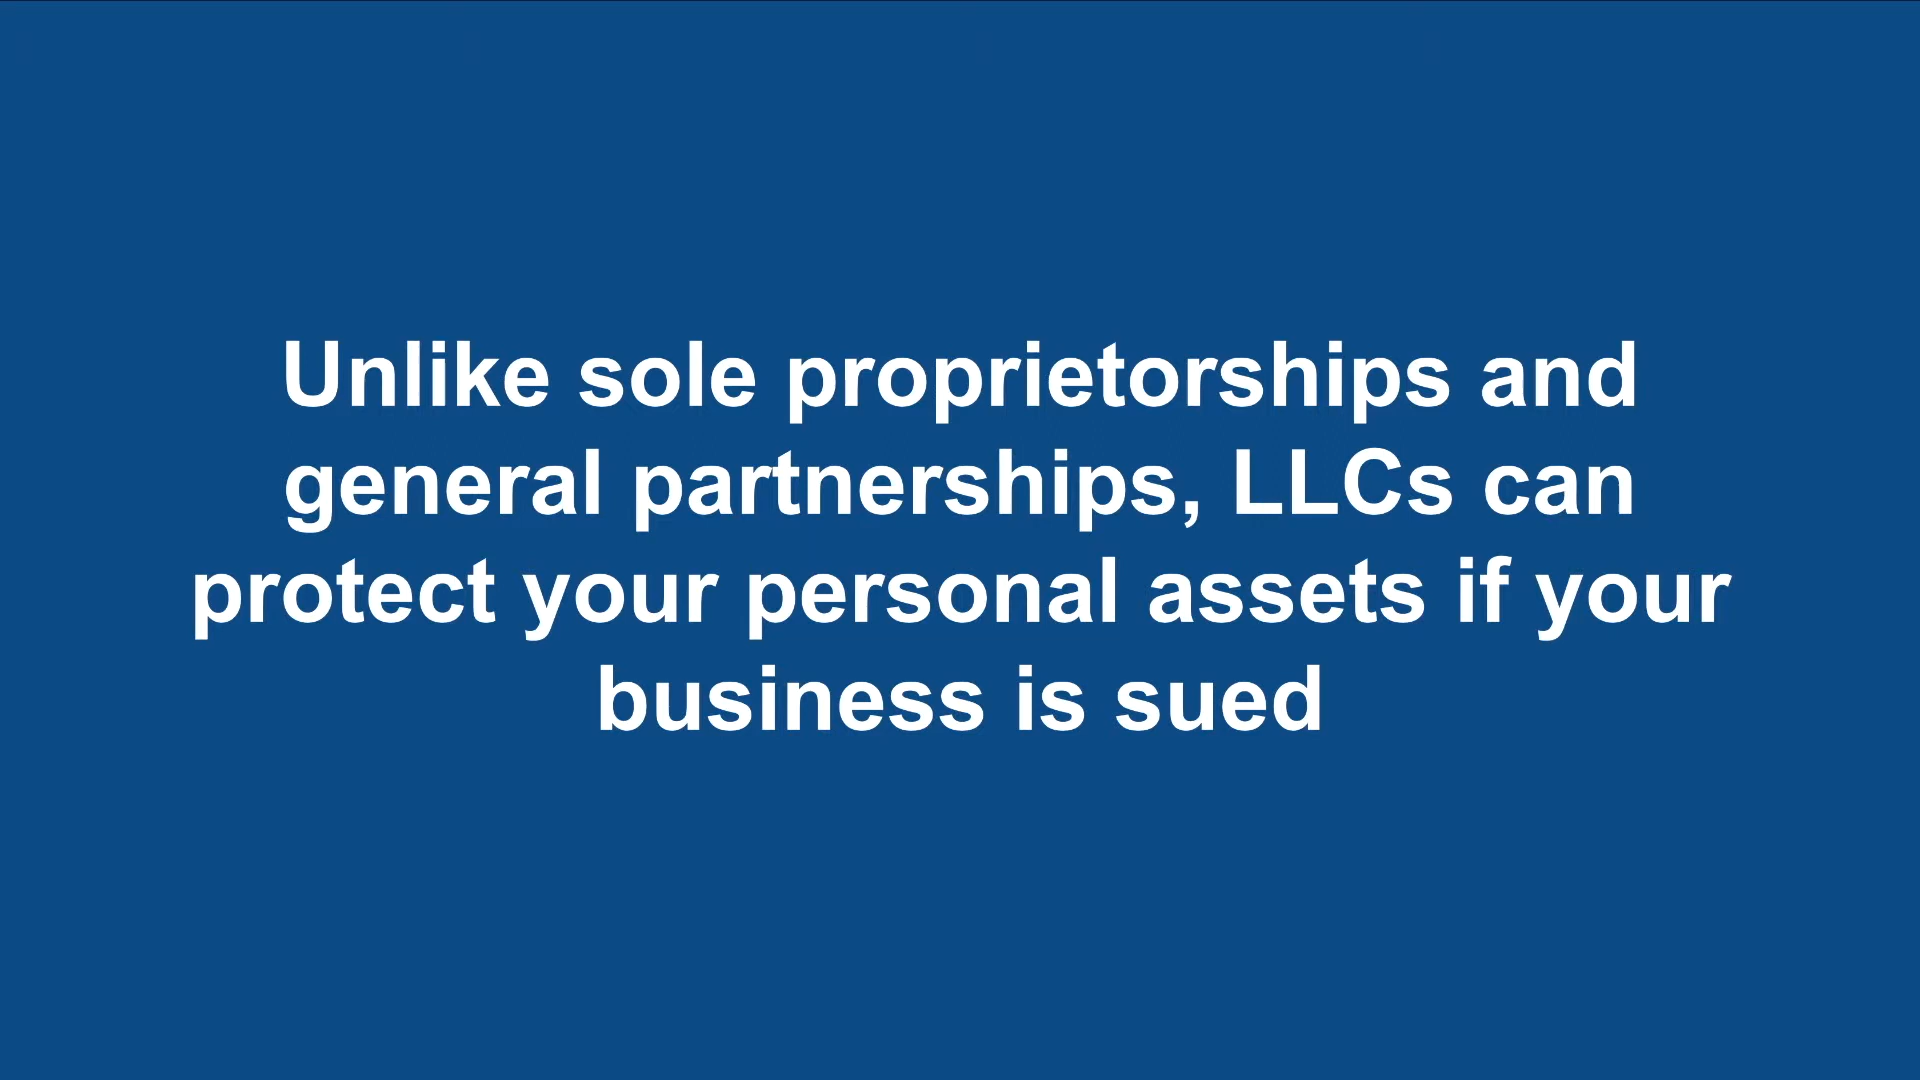 Unlike sole proprietorships and
general partnerships, LLCs can
protect your personal assets if your
business is sued